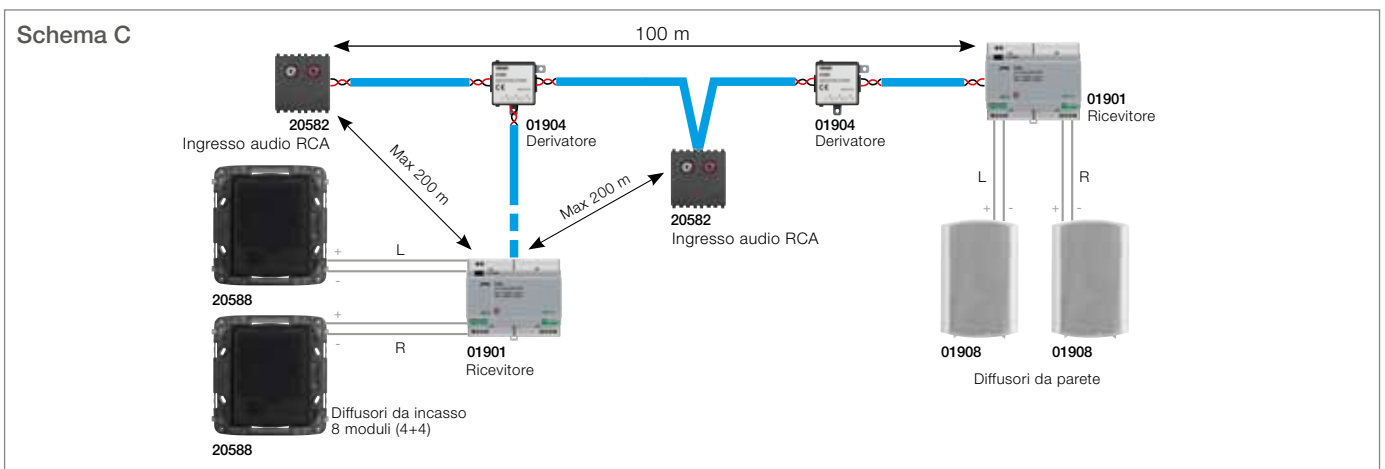 Schema C
100 m
20582
Ingresso audio RCA
01904
Derivatore
01904
Derivatore
01901
Ricevitore
Max 200 m
Max 200 m
20582
Ingresso audio RCA
L
R
+
-
+
-
+
L
-
20588
+
R
-
20588
01901
Ricevitore
Diffusori da incasso
8 moduli (4+4)
01908
01908
Diffusori da parete